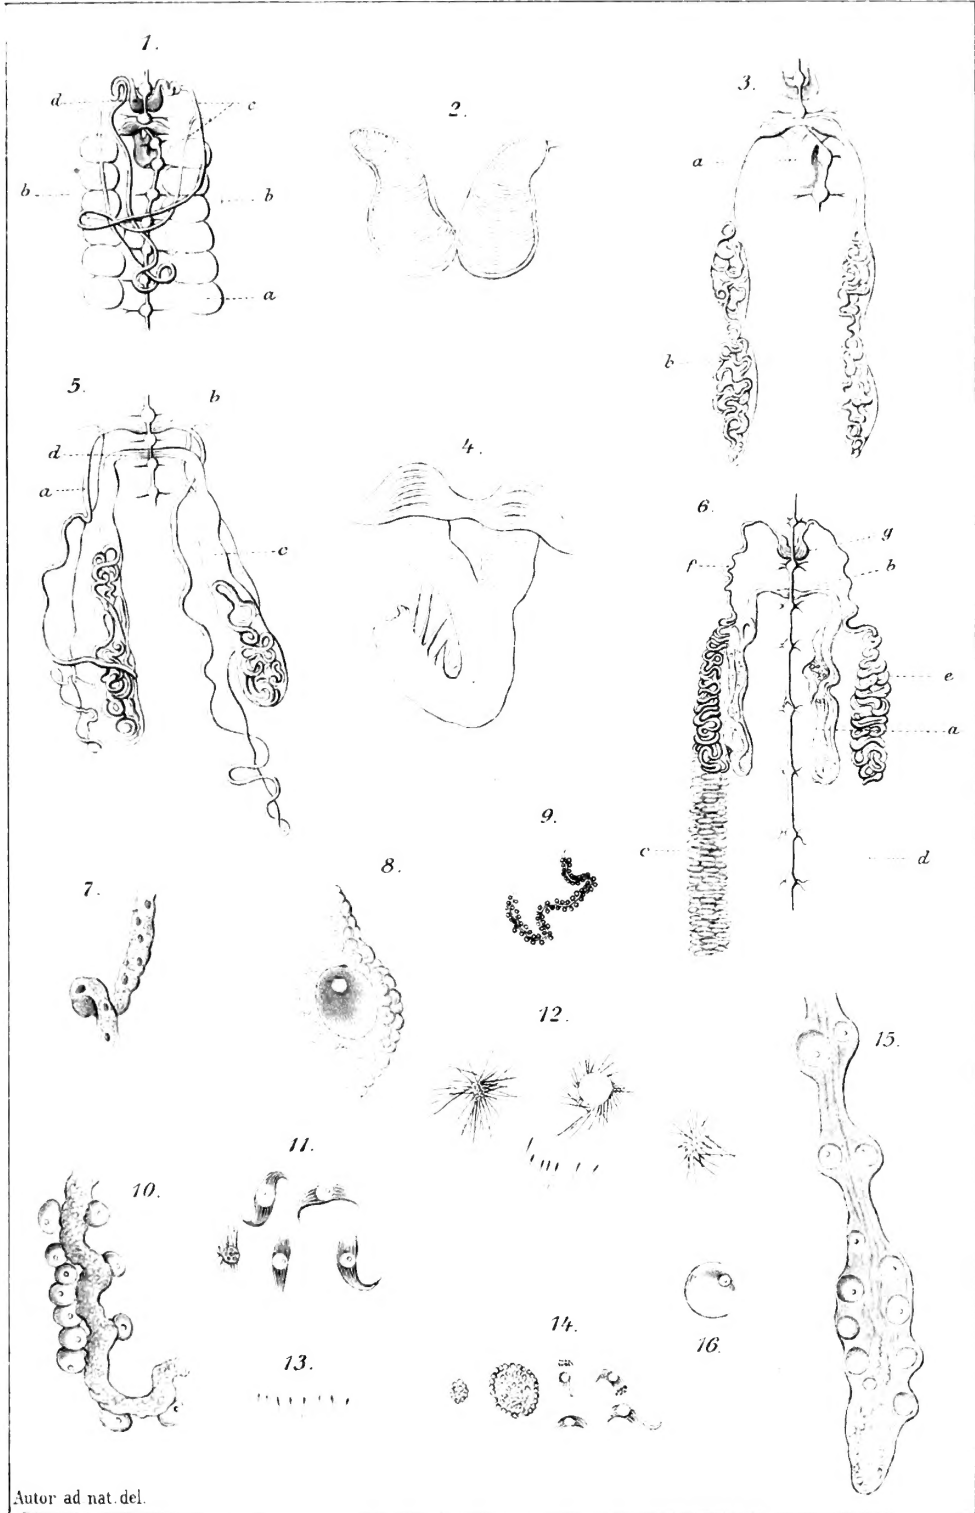 1.
d
c
b
b
a
2.
3.
a
b
5.
b
d
a
c
4.
6.
g
f
b
e
a
c
d
7.
8.
9.
10.
11.
12.
13.
14.
15.
16.
Autor ad nat. del.